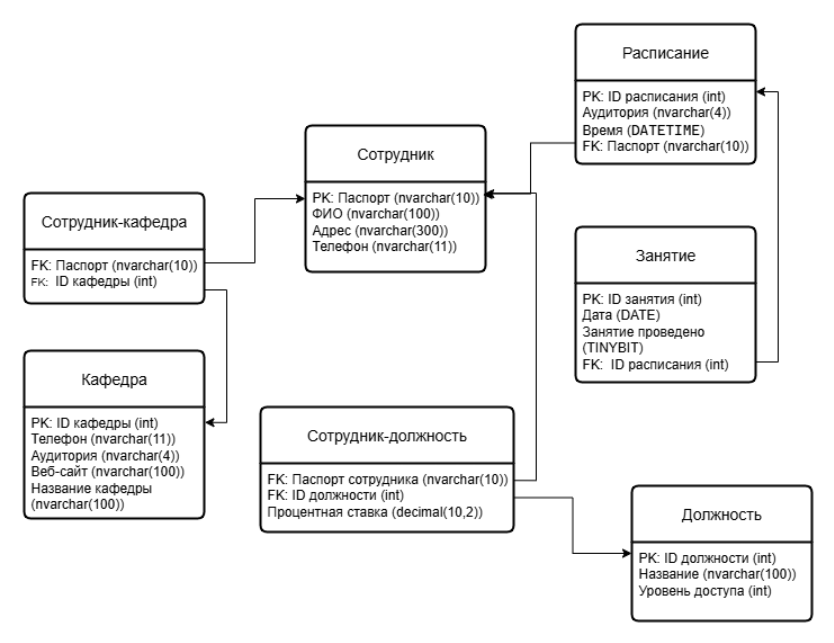 Расписание
PK: ID расписания (int)
Аудитория (nvarchar(4))
Время (DATETIME)
FK: Паспорт (nvarchar(10))
Сотрудник
PK: Паспорт (nvarchar(10))
ФИО (nvarchar(100))
Адрес (nvarchar(300))
Телефон (nvarchar(11))
Сотрудник-кафедра
FK: Паспорт (nvarchar(10))
FK: ID кафедры (int)
Занятие
PK: ID занятия (int)
Дата (DATE)
Занятие проведено
(TINYBIT)
FK: ID расписания (int)
Кафедра
PK: ID кафедры (int)
Телефон (nvarchar(11))
Аудитория (nvarchar(4))
Веб-сайт (nvarchar(100))
Название кафедры
(nvarchar(100))
Сотрудник-должность
FK: Паспорт сотрудника (nvarchar(10))
FK: ID должности (int)
Процентная ставка (decimal(10,2))
Должность
PK: ID должности (int)
Название (nvarchar(100))
Уровень доступа (int)